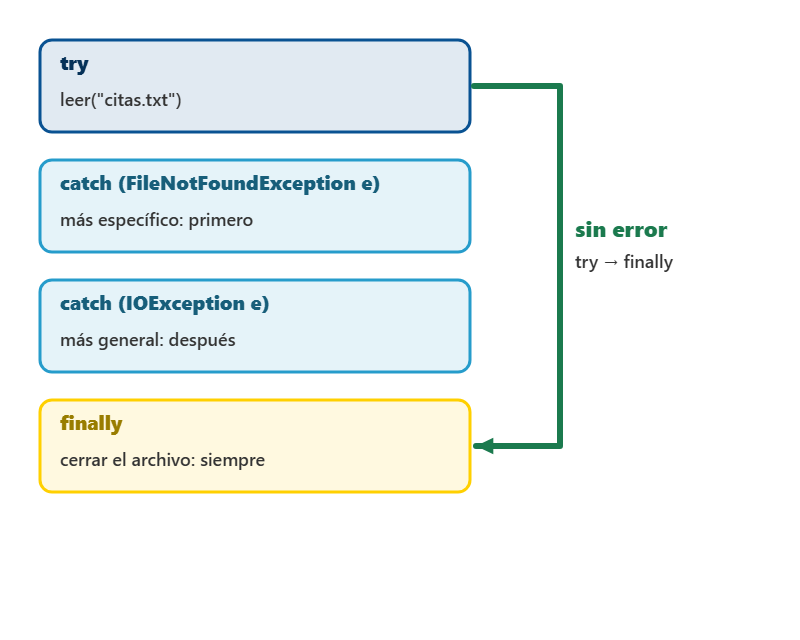 try
leer("citas.txt")
catch (FileNotFoundException e)
más específico: primero
sin error
try → finally
catch (IOException e)
más general: después
finally
cerrar el archivo: siempre